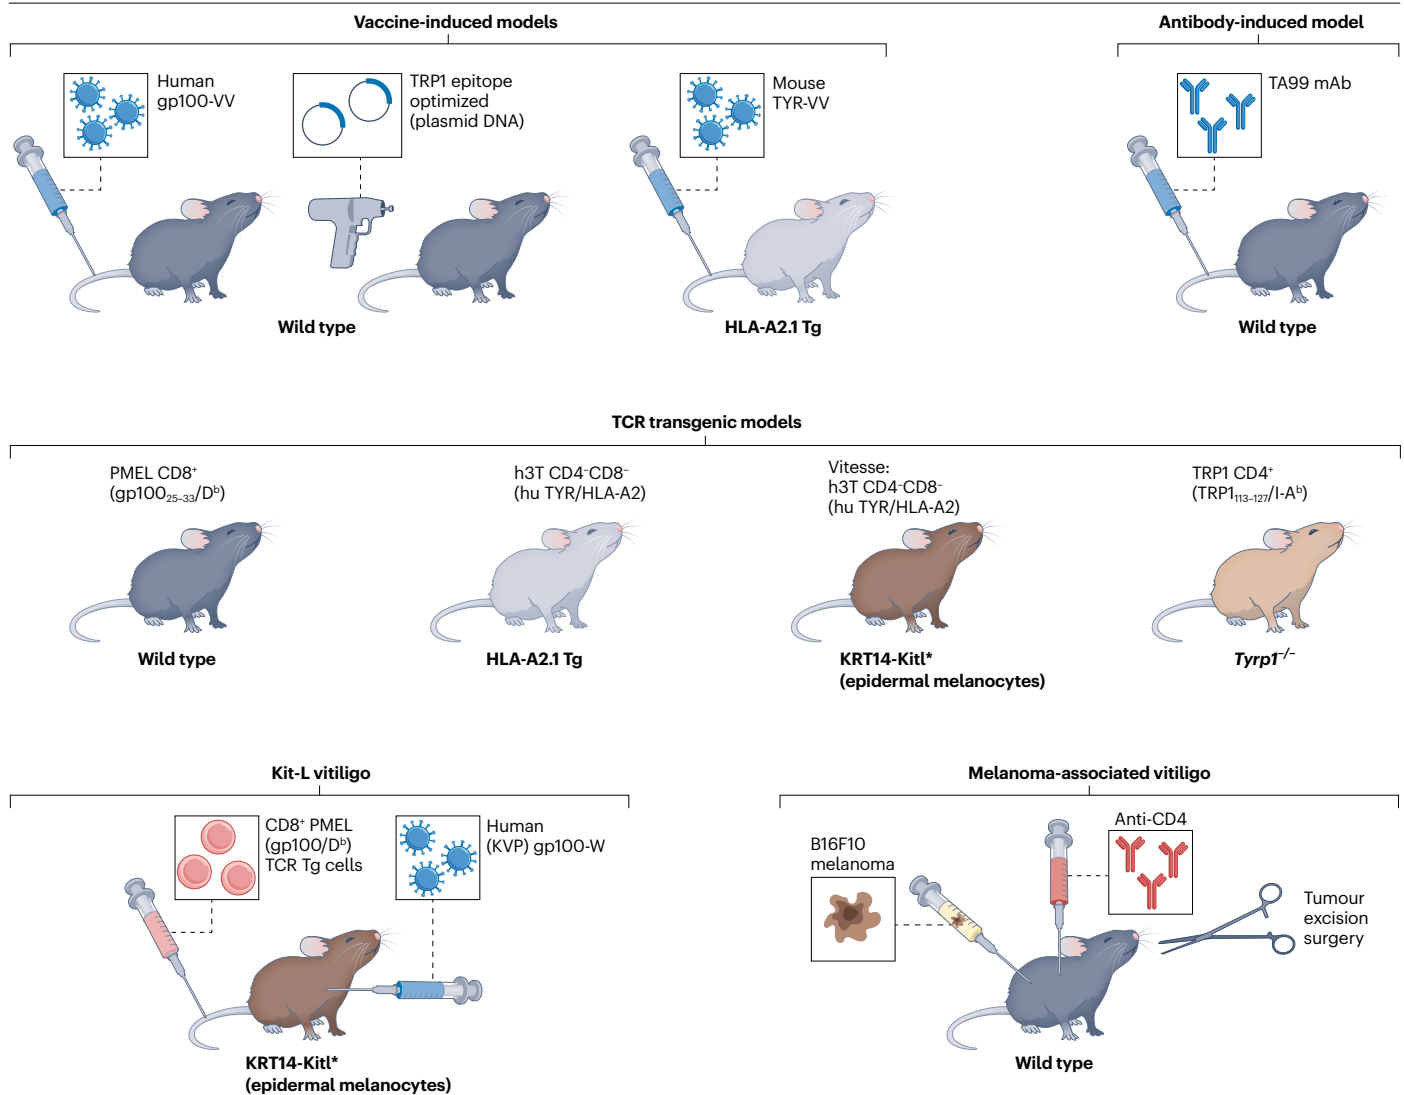 Vaccine-induced models
Antibody-induced model
Human
gp100-VV
TRP1 epitope
optimized
(plasmid DNA)
Mouse
TYR-VV
TA99 mAb
Wild type
HLA-A2.1 Tg
Wild type
TCR transgenic models
PMEL CD8⁺
(gp100₂₅₋₃₃/Dᵇ)
h3T CD4⁻CD8⁻
(hu TYR/HLA-A2)
Vitesse:
h3T CD4⁻CD8⁻
(hu TYR/HLA-A2)
TRP1 CD4⁺
(TRP1₁₁₃₋₁₂₇/I-Aᵇ)
Wild type
HLA-A2.1 Tg
KRT14-Kitl*
(epidermal melanocytes)
Tyrp1⁻/⁻
Kit-L vitiligo
Melanoma-associated vitiligo
CD8⁺ PMEL
(gp100/Dᵇ)
TCR Tg cells
Human
(KVP) gp100-W
B16F10
melanoma
Anti-CD4
Tumour
excision
surgery
KRT14-Kitl*
(epidermal melanocytes)
Wild type